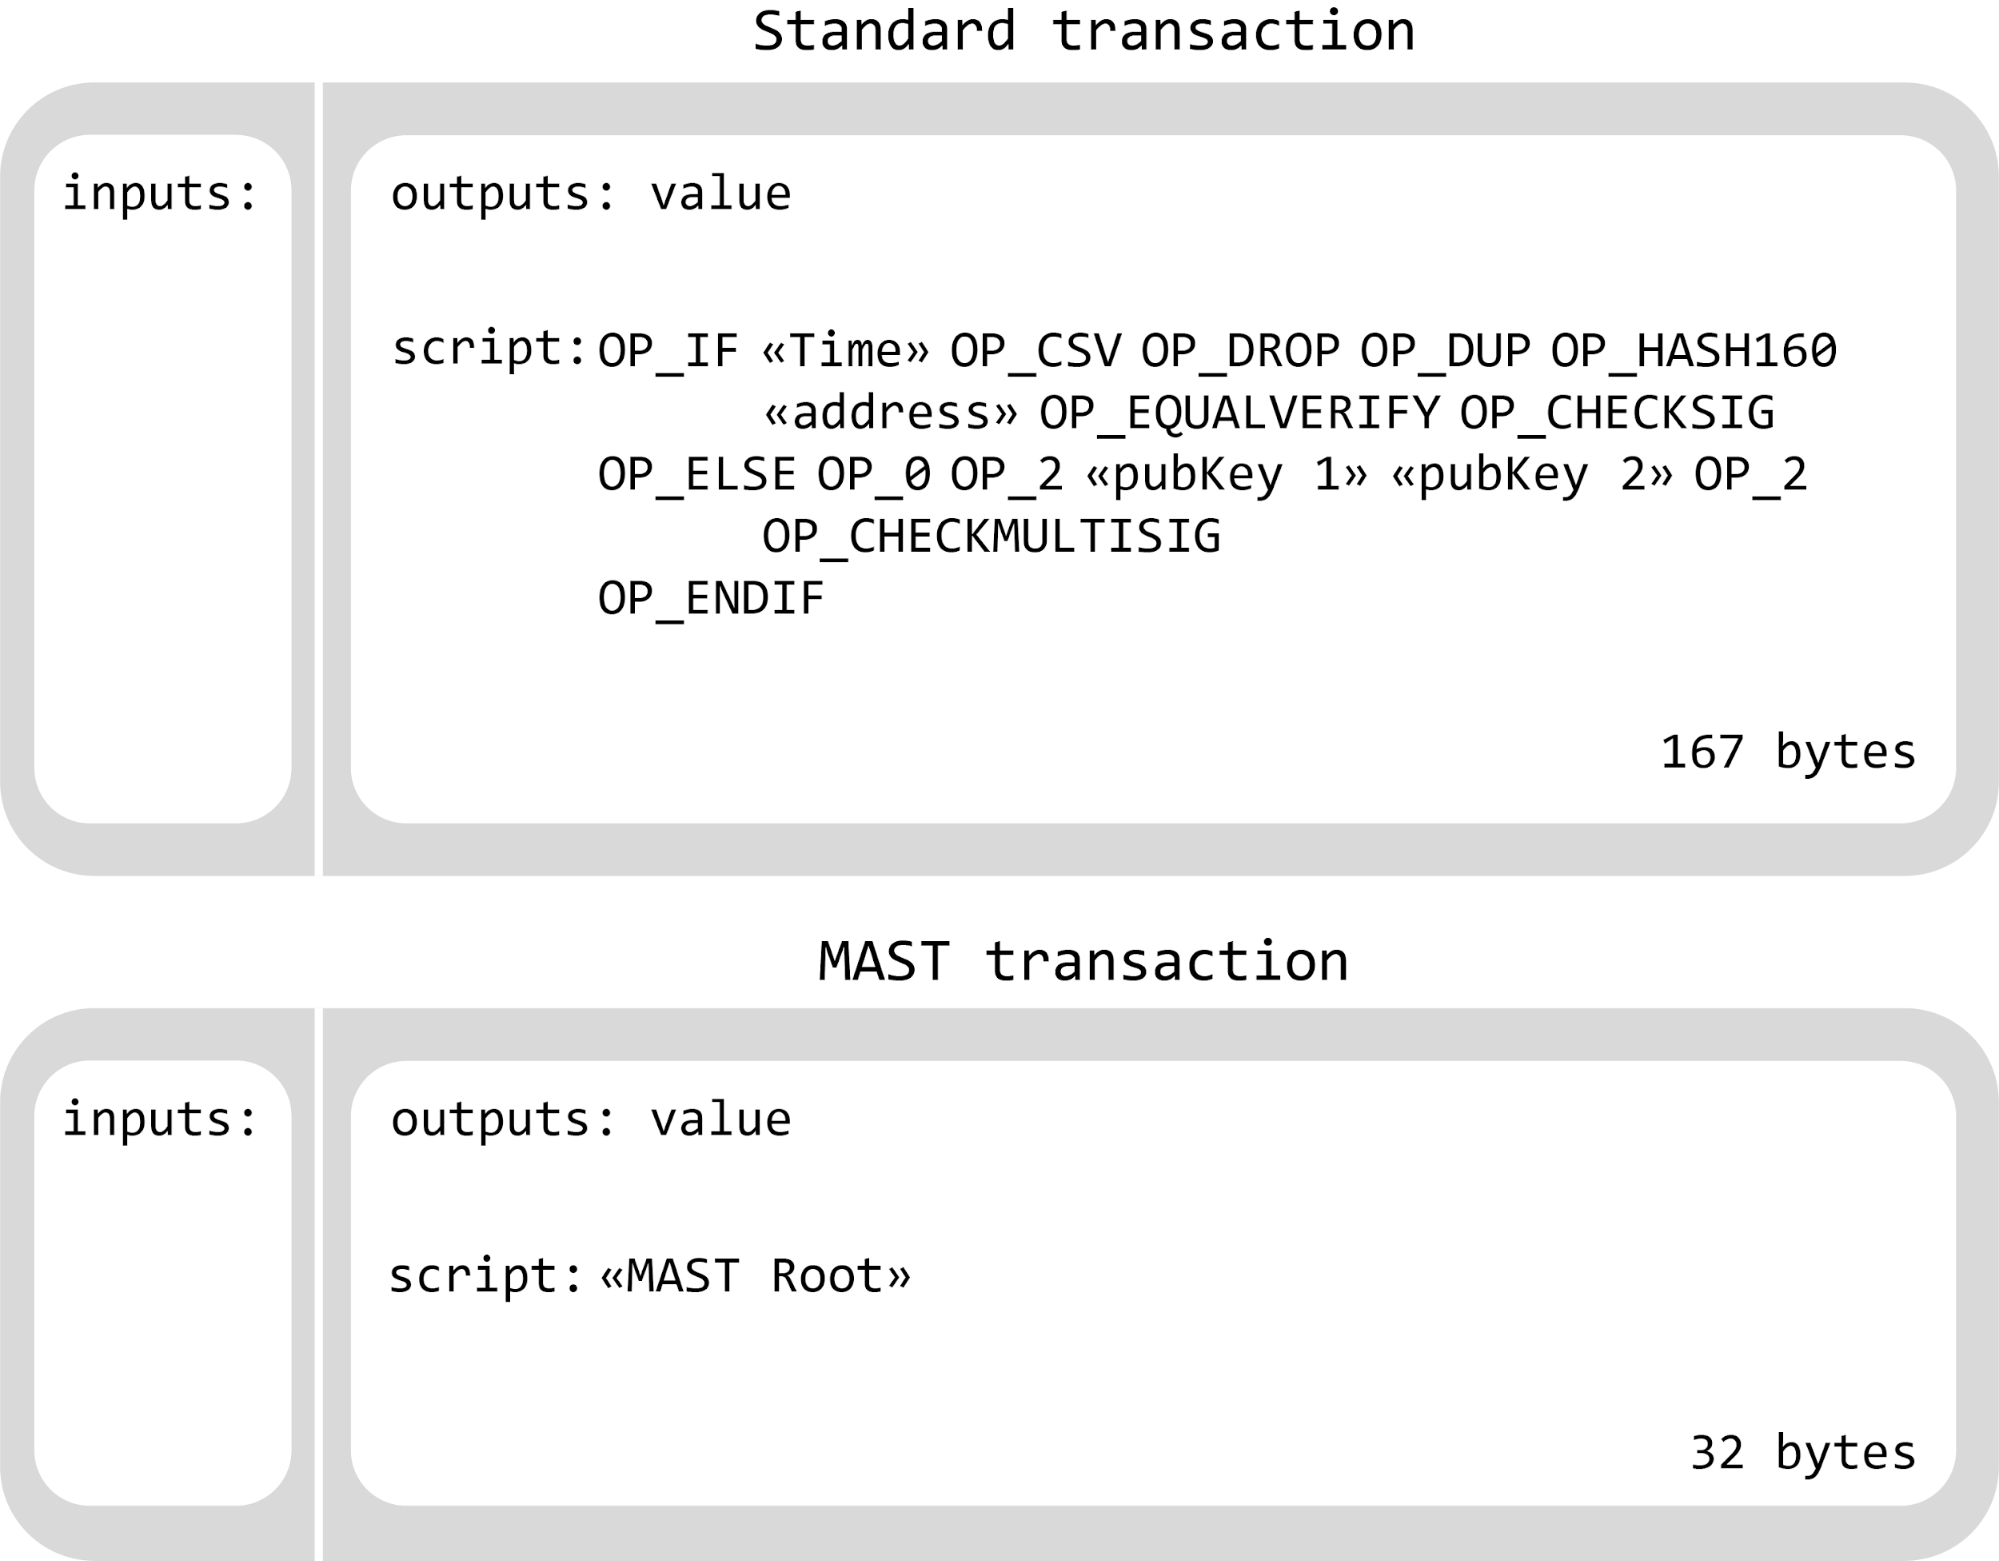 Standard transaction
inputs:
outputs: value
script: OP_IF «Time» OP_CSV OP_DROP OP_DUP OP_HASH160
«address» OP_EQUALVERIFY OP_CHECKSIG
OP_ELSE OP_0 OP_2 «pubKey 1» «pubKey 2» OP_2
OP_CHECKMULTISIG
OP_ENDIF
167 bytes
MAST transaction
inputs:
outputs: value
script: «MAST Root»
32 bytes